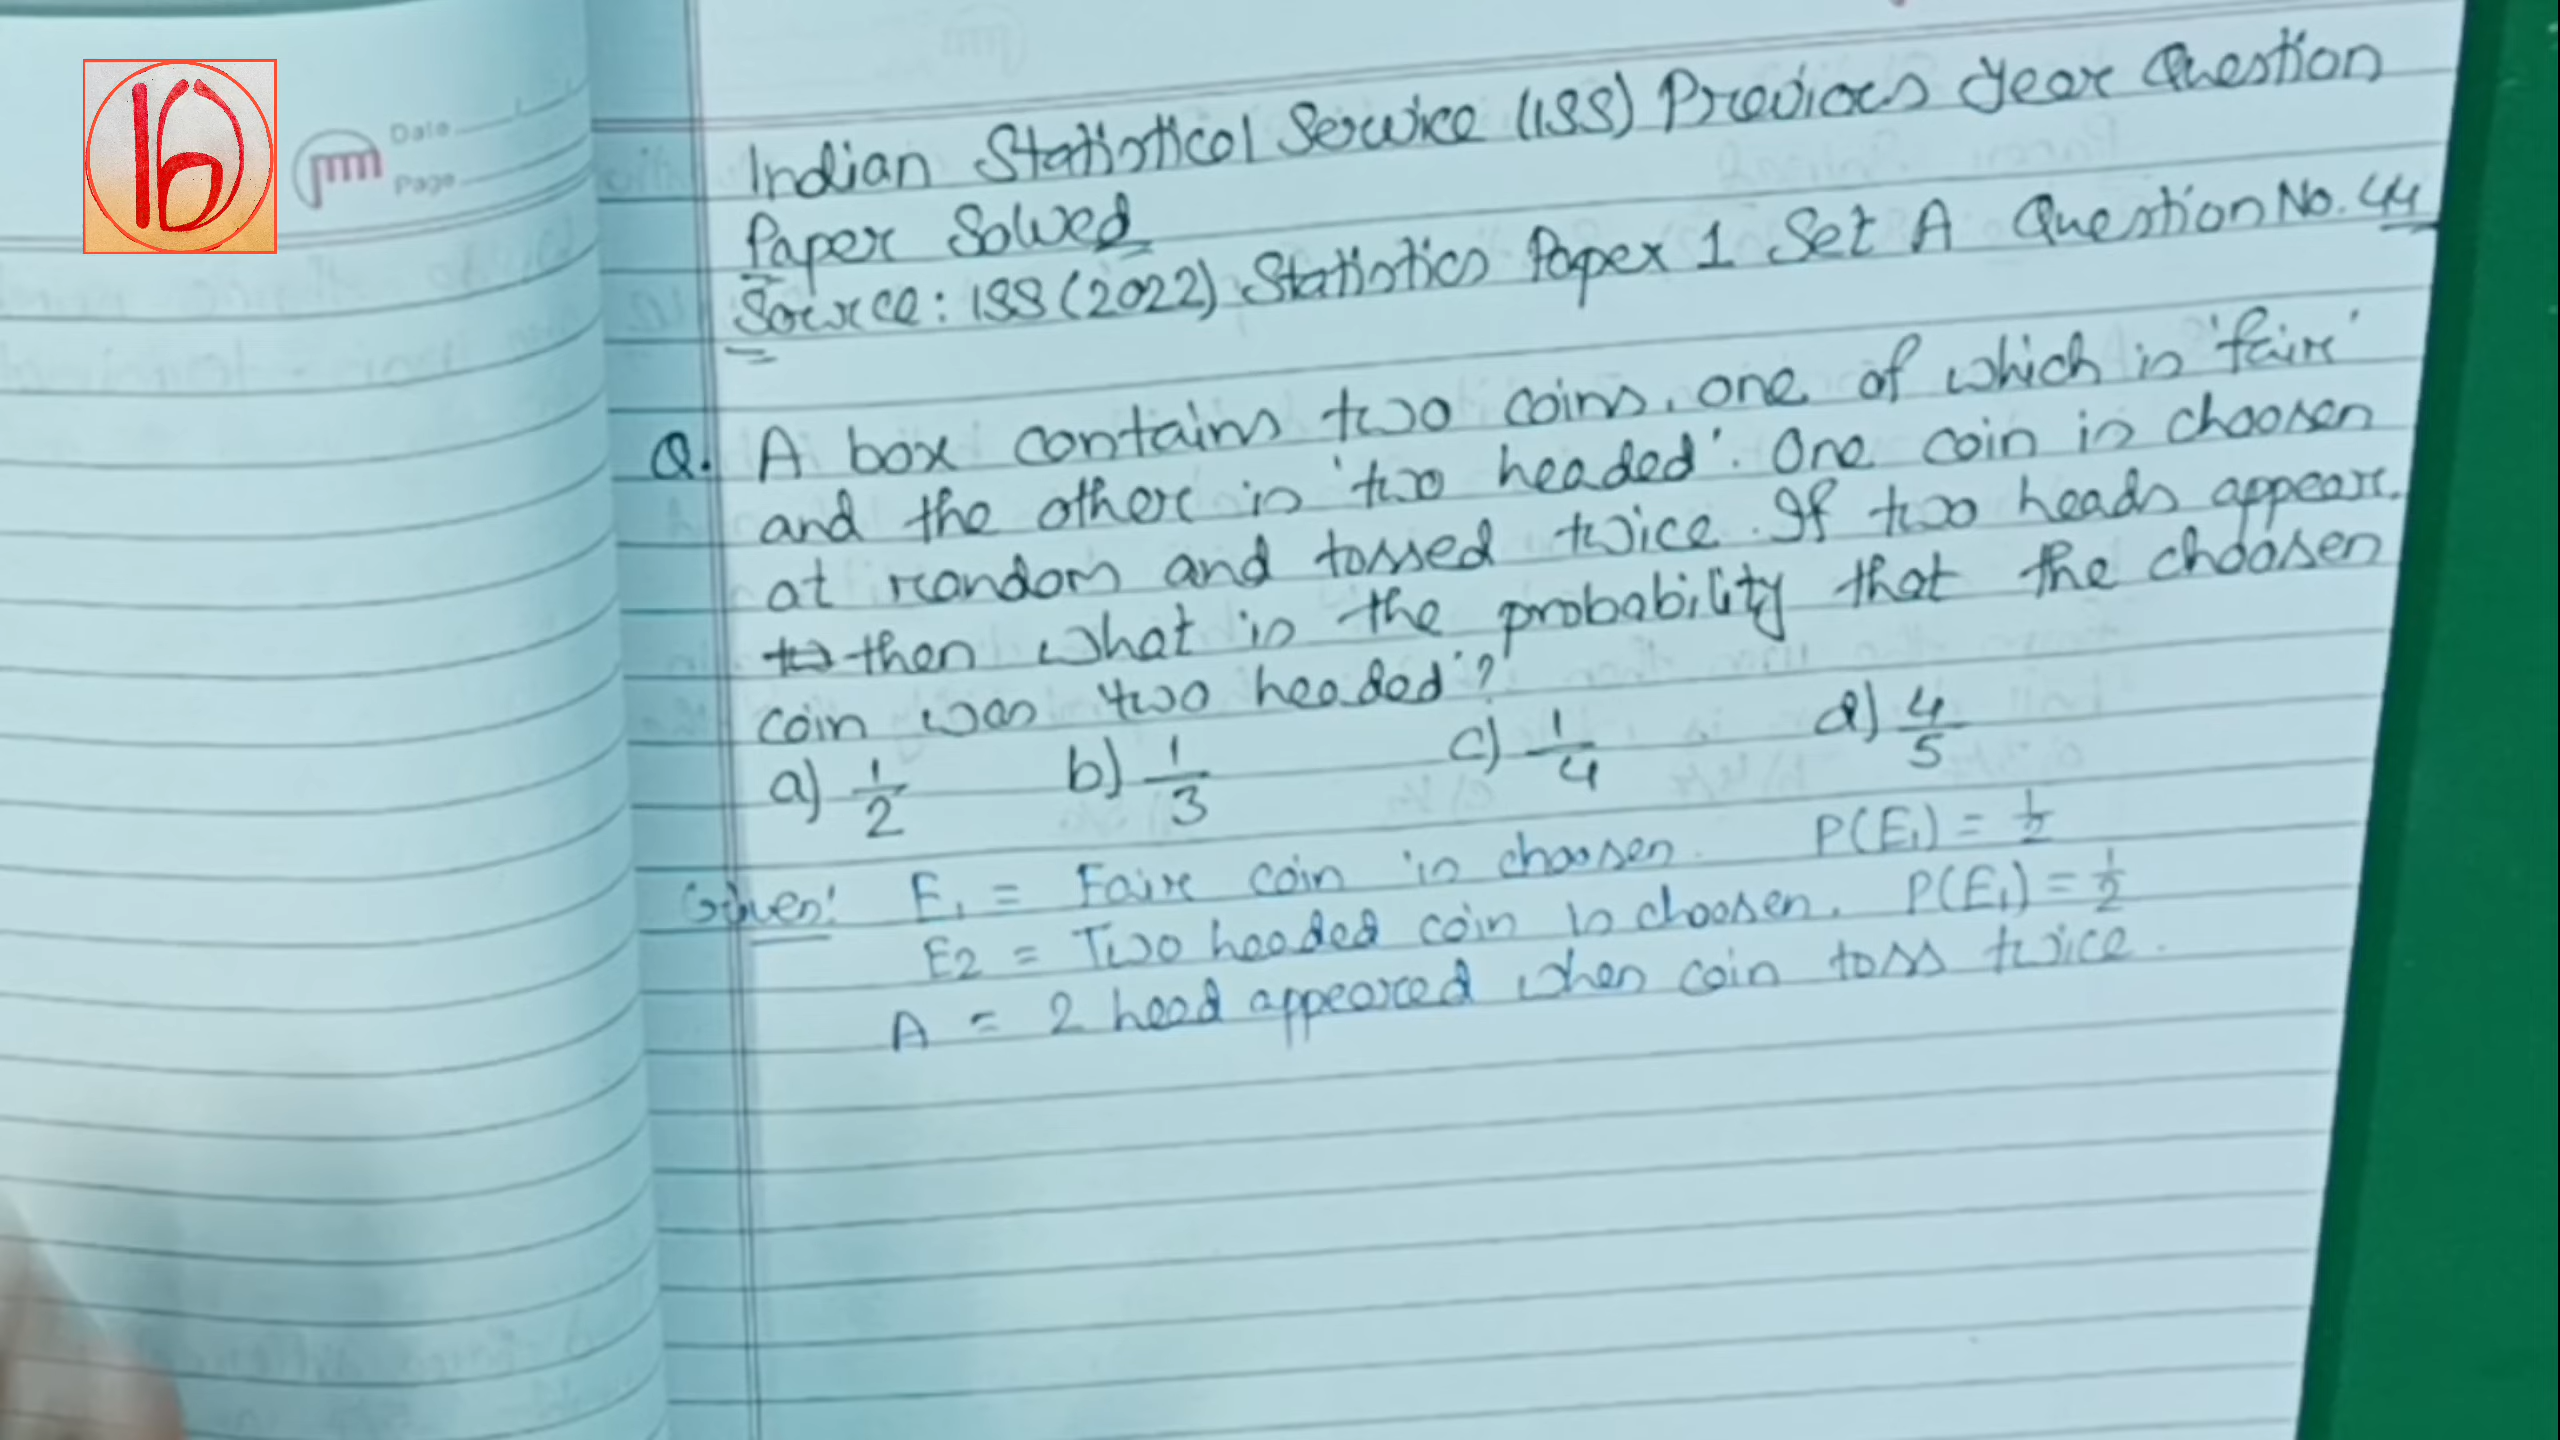 Date
Page
Indian Statistical Service (ISS) Previous Year Question
Paper Solved
Source: ISS (2022) Statistics Paper 1 Set A Question No. 44
Q. A box contains two coins, one of which is 'fair'
and the other is 'two headed'. One coin is choosen
at random and tossed twice. If two heads appear.
then what is the probability that the choosen
coin was two headed'?
a) 1/2 b) 1/3 c) 1/4 d) 4/5
Given: E1 = Fair coin is choosen. P(E1) = 1/2
E2 = Two headed coin is choosen. P(E1) = 1/2
A = 2 head appeared when coin toss twice.